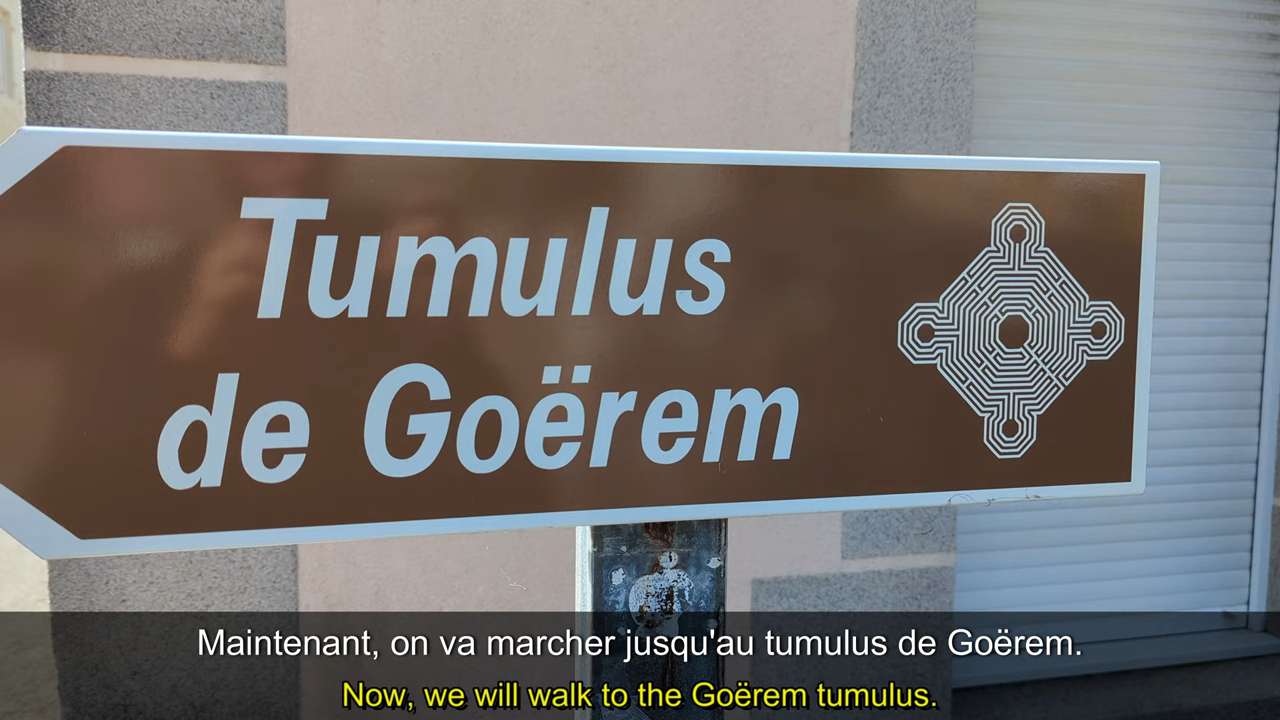 Tumulus
de Goërem
Maintenant, on va marcher jusqu'au tumulus de Goërem.
Now, we will walk to the Goërem tumulus.